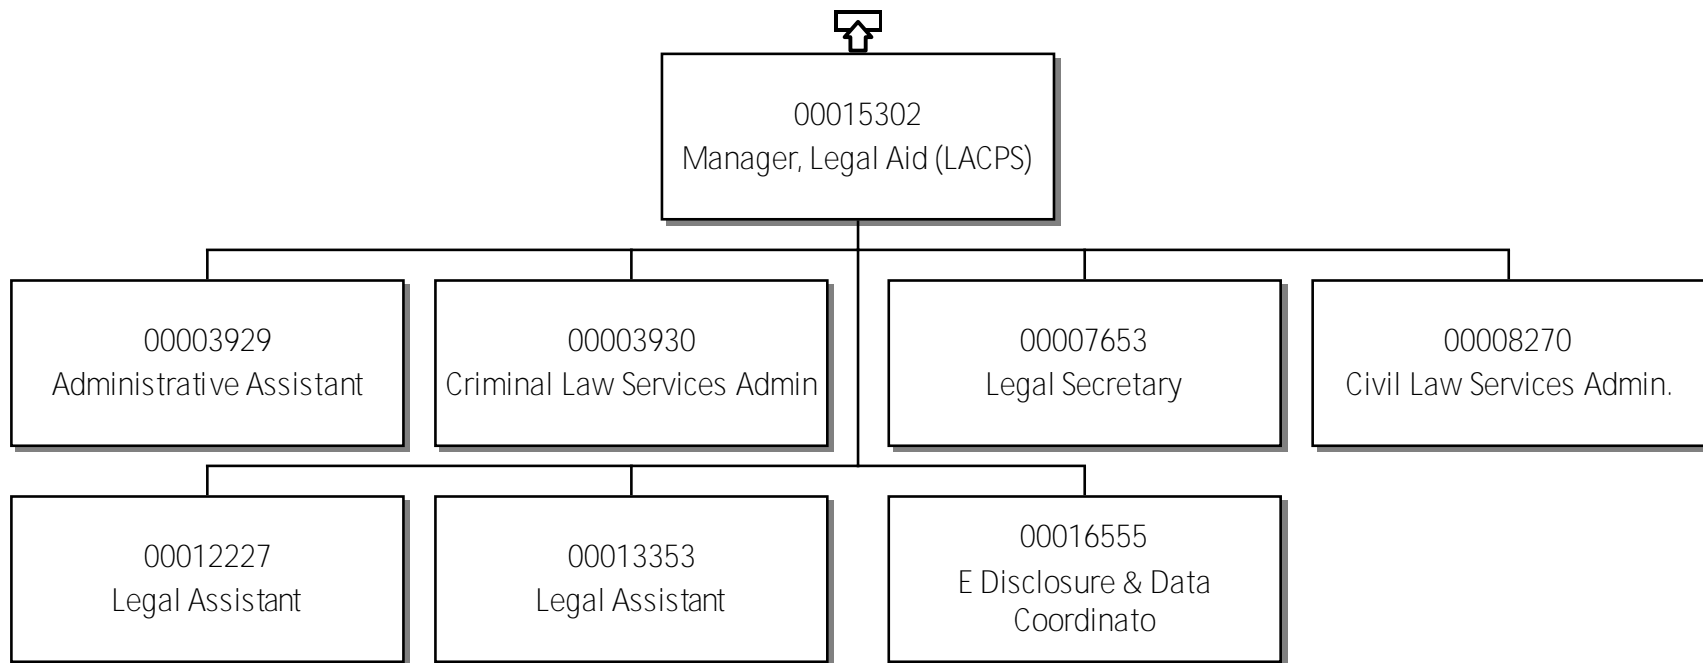 00015302
Manager, Legal Aid (LACPS)
00003929
Administrative Assistant
00003930
Criminal Law Services Admin
00007653
Legal Secretary
00008270
Civil Law Services Admin.
00012227
Legal Assistant
00013353
Legal Assistant
00016555
E Disclosure & Data
Coordinato